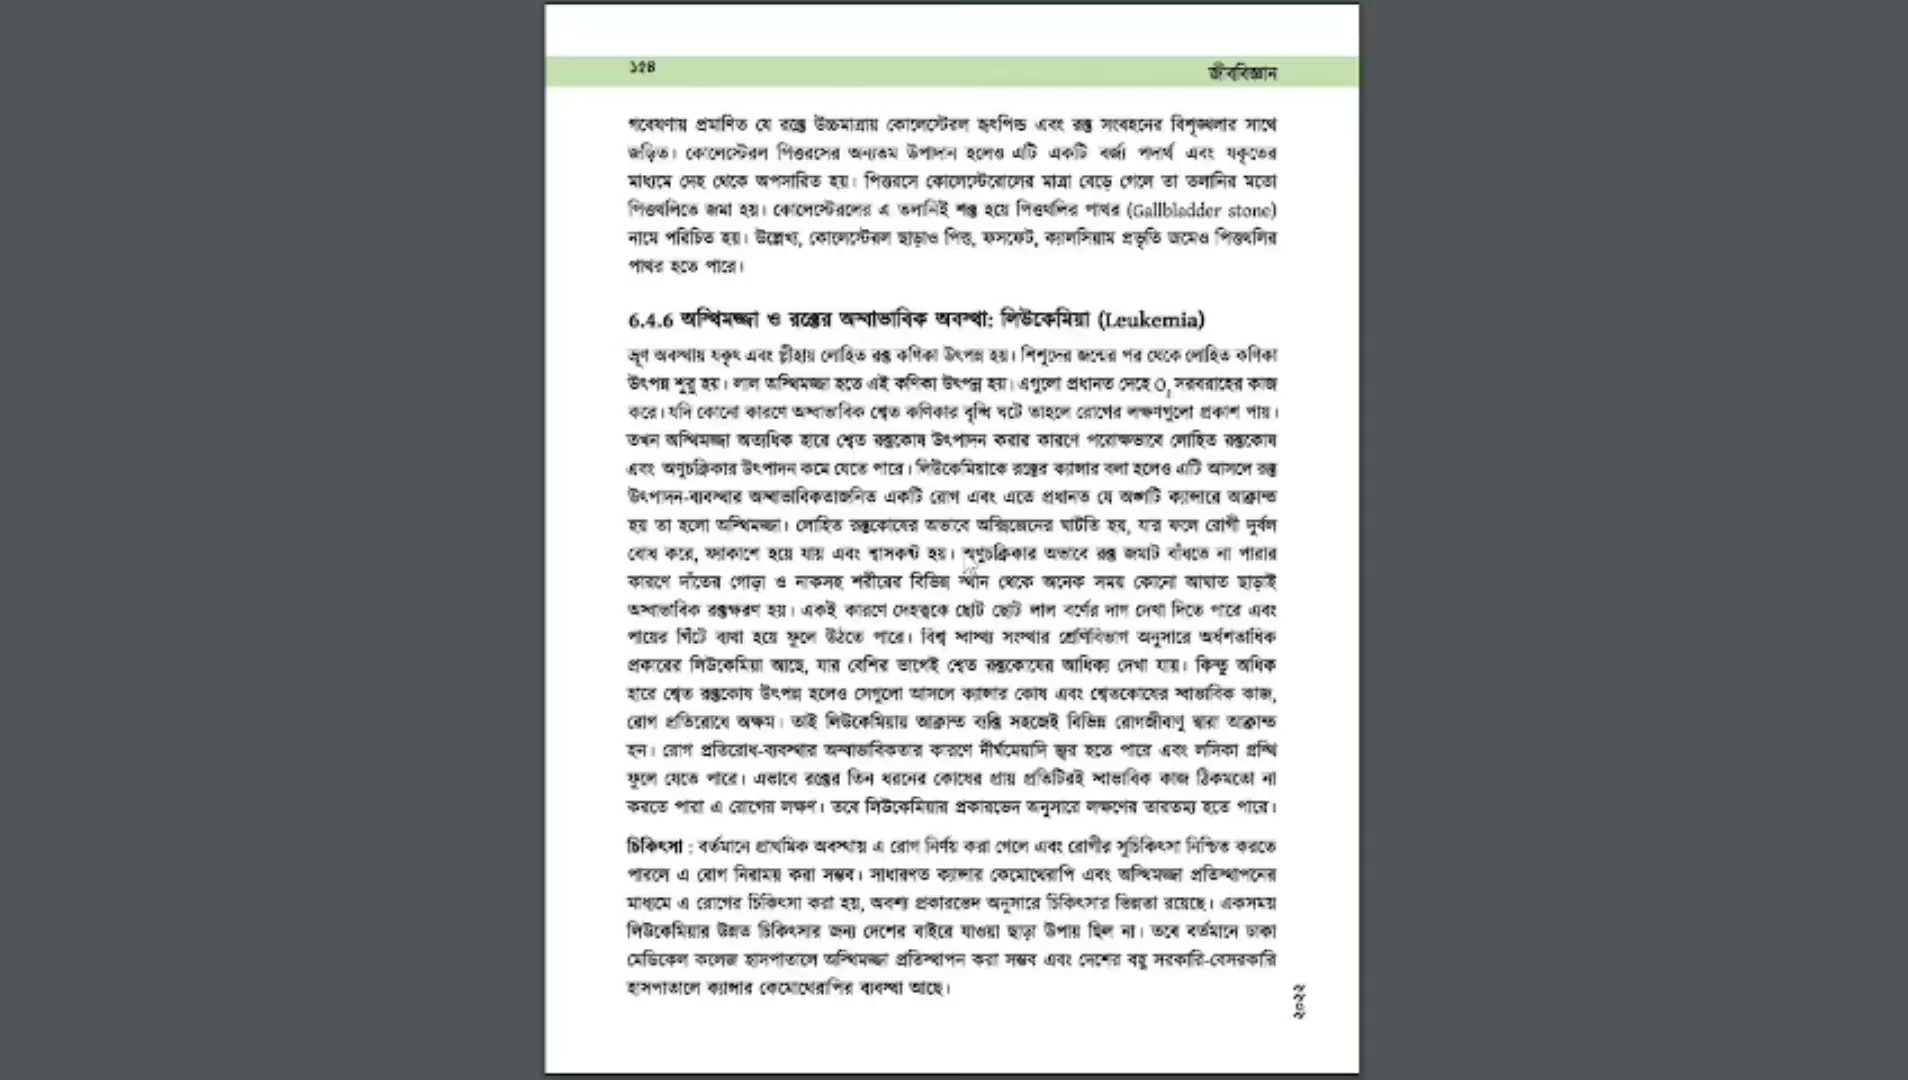 ১৫৪
জীববিজ্ঞান
গবেষণায় প্রমাণিত যে রক্তে উচ্চমাত্রায় কোলেস্টেরল হৃৎপিন্ড এবং রক্ত সংবহনের বিশৃঙ্খলার সাথে
জড়িত। কোলেস্টেরল পিত্তরসের অন্যতম উপাদান হলেও এটি একটি বর্জ্য পদার্থ এবং যকৃতের
মাধ্যমে দেহ থেকে অপসারিত হয়। পিত্তরসে কোলেস্টেরোলের মাত্রা বেড়ে গেলে তা তলানির মতো
পিত্তথলিতে জমা হয়। কোলেস্টেরলের এ তলানিই শক্ত হয়ে পিত্তথলির পাথর (Gallbladder stone)
নামে পরিচিত হয়। উল্লেখ্য, কোলেস্টেরল ছাড়াও পিত্ত, ফসফেট, ক্যালসিয়াম প্রভৃতি জমেও পিত্তথলির
পাথর হতে পারে।
6.4.6 অস্থিমজ্জা ও রক্তের অস্বাভাবিক অবস্থা: লিউকেমিয়া (Leukemia)
ভ্রূণ অবস্থায় যকৃৎ এবং প্লীহায় লোহিত রক্ত কণিকা উৎপন্ন হয়। শিশুদের জন্মের পর থেকে লোহিত কণিকা
উৎপন্ন শুরু হয়। লাল অস্থিমজ্জা হতে এই কণিকা উৎপন্ন হয়। এগুলো প্রধানত দেহে O₂ সরবরাহের কাজ
করে। যদি কোনো কারণে অস্বাভাবিক শ্বেত কণিকার বৃদ্ধি ঘটে তাহলে রোগের লক্ষণগুলো প্রকাশ পায়।
তখন অস্থিমজ্জা অত্যধিক হারে শ্বেত রক্তকোষ উৎপাদন করার কারণে পরোক্ষভাবে লোহিত রক্তকোষ
এবং অণুচক্রিকার উৎপাদন কমে যেতে পারে। লিউকেমিয়াকে রক্তের ক্যান্সার বলা হলেও এটি আসলে রক্ত
উৎপাদন-ব্যবস্থার অস্বাভাবিকতাজনিত একটি রোগ এবং এতে প্রধানত যে অঙ্গটি ক্যান্সারে আক্রান্ত
হয় তা হলো অস্থিমজ্জা। লোহিত রক্তকোষের অভাবে অক্সিজেনের ঘাটতি হয়, যার ফলে রোগী দুর্বল
বোধ করে, ফ্যাকাশে হয়ে যায় এবং শ্বাসকষ্ট হয়। অণুচক্রিকার অভাবে রক্ত জমাট বাঁধতে না পারার
কারণে দাঁতের গোড়া ও নাকসহ শরীরের বিভিন্ন স্থান থেকে অনেক সময় কোনো আঘাত ছাড়াই
অস্বাভাবিক রক্তক্ষরণ হয়। একই কারণে দেহত্বকে ছোট ছোট লাল বর্ণের দাগ দেখা দিতে পারে এবং
পায়ের গিঁটে ব্যথা হয়ে ফুলে উঠতে পারে। বিশ্ব স্বাস্থ্য সংস্থার শ্রেণিবিভাগ অনুসারে অর্ধশতাধিক
প্রকারের লিউকেমিয়া আছে, যার বেশির ভাগেই শ্বেত রক্তকোষের আধিক্য দেখা যায়। কিন্তু অধিক
হারে শ্বেত রক্তকোষ উৎপন্ন হলেও সেগুলো আসলে ক্যান্সার কোষ এবং শ্বেতকোষের স্বাভাবিক কাজ,
রোগ প্রতিরোধে অক্ষম। তাই লিউকেমিয়ায় আক্রান্ত ব্যক্তি সহজেই বিভিন্ন রোগজীবাণু দ্বারা আক্রান্ত
হন। রোগ প্রতিরোধ-ব্যবস্থার অস্বাভাবিকতার কারণে দীর্ঘমেয়াদি জ্বর হতে পারে এবং লসিকা গ্রন্থি
ফুলে যেতে পারে। এভাবে রক্তের তিন ধরনের কোষের প্রায় প্রতিটিরই স্বাভাবিক কাজ ঠিকমতো না
করতে পারা এ রোগের লক্ষণ। তবে লিউকেমিয়ার প্রকারভেদ অনুসারে লক্ষণের তারতম্য হতে পারে।
চিকিৎসা : বর্তমানে প্রাথমিক অবস্থায় এ রোগ নির্ণয় করা গেলে এবং রোগীর সুচিকিৎসা নিশ্চিত করতে
পারলে এ রোগ নিরাময় করা সম্ভব। সাধারণত ক্যান্সার কেমোথেরাপি এবং অস্থিমজ্জা প্রতিস্থাপনের
মাধ্যমে এ রোগের চিকিৎসা করা হয়, অবশ্য প্রকারভেদ অনুসারে চিকিৎসার ভিন্নতা রয়েছে। একসময়
লিউকেমিয়ার উন্নত চিকিৎসার জন্য দেশের বাইরে যাওয়া ছাড়া উপায় ছিল না। তবে বর্তমানে ঢাকা
মেডিকেল কলেজ হাসপাতালে অস্থিমজ্জা প্রতিস্থাপন করা সম্ভব এবং দেশের বহু সরকারি-বেসরকারি
হাসপাতালে ক্যান্সার কেমোথেরাপির ব্যবস্থা আছে।
২০২২